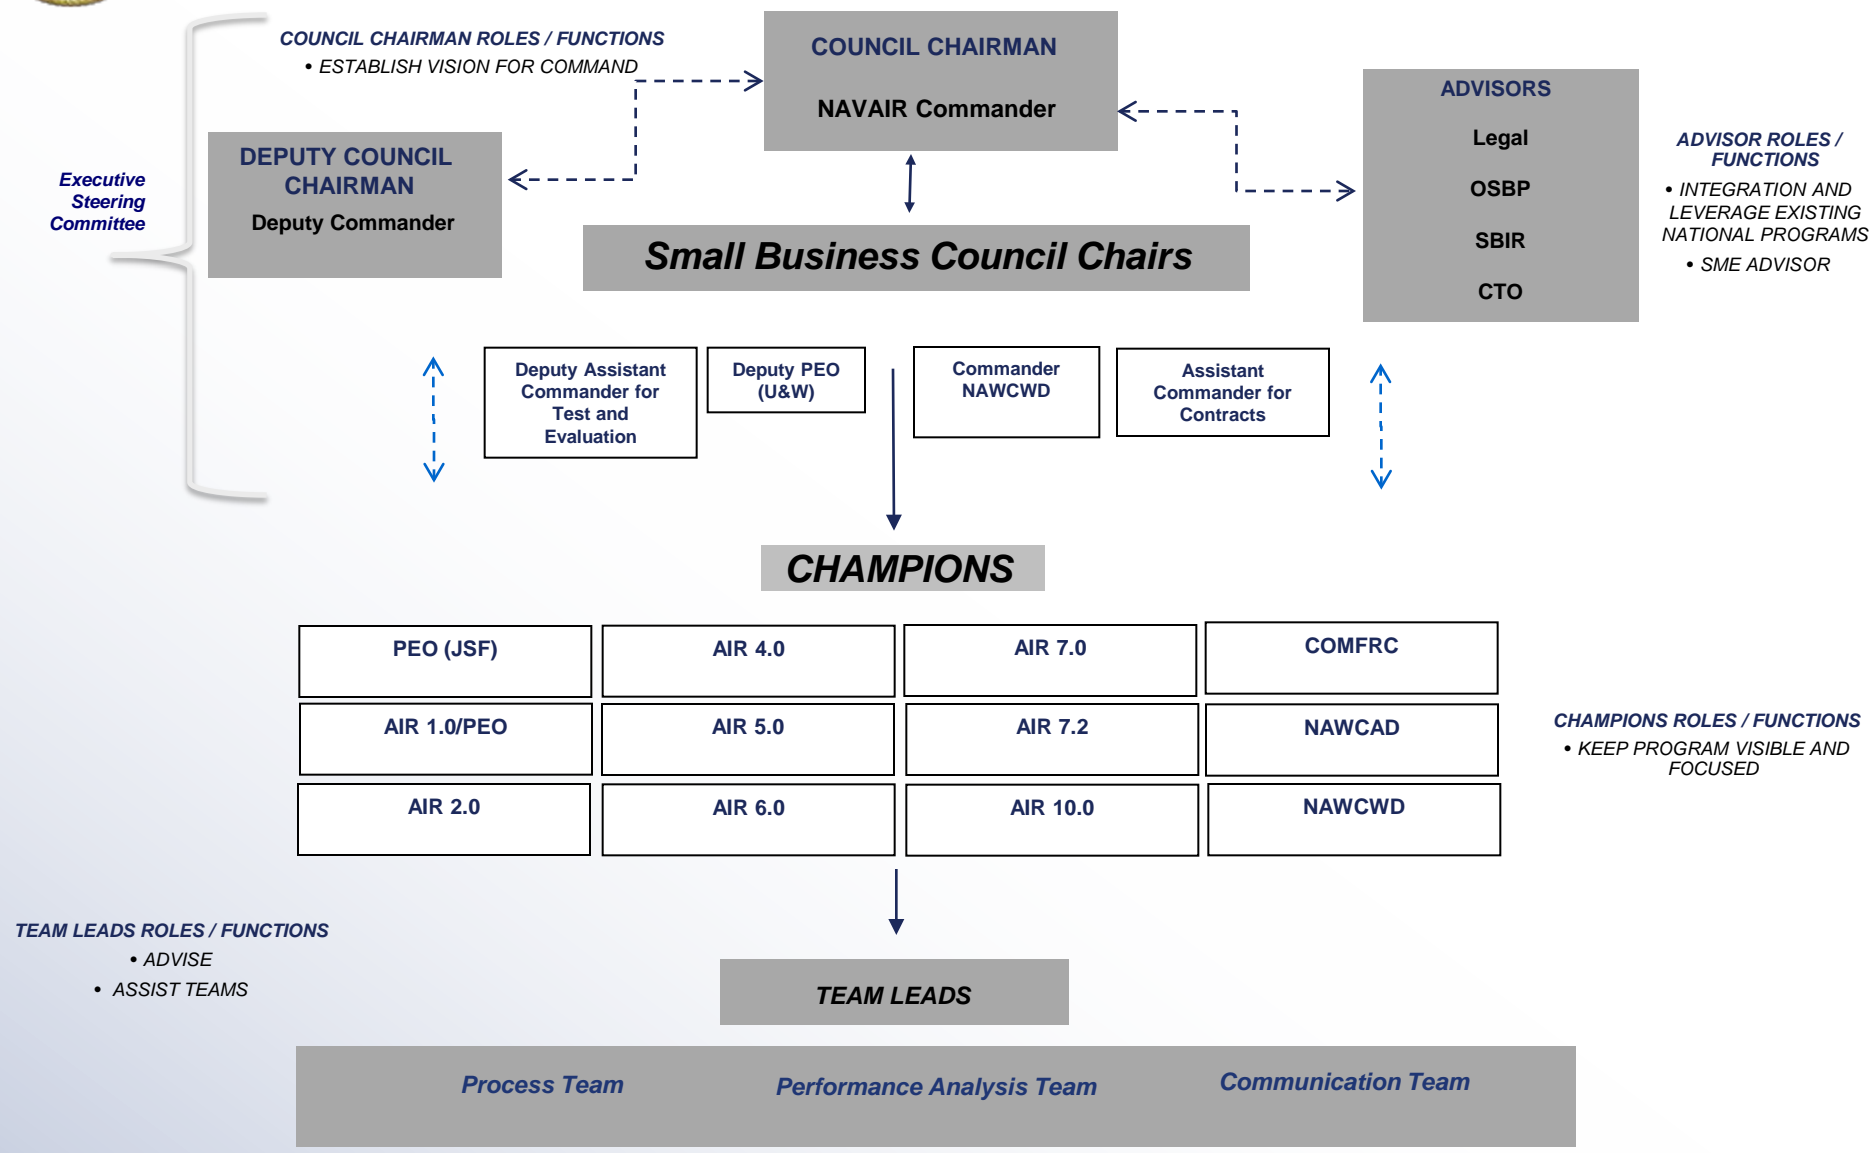 COUNCIL CHAIRMAN ROLES / FUNCTIONS
• ESTABLISH VISION FOR COMMAND
COUNCIL CHAIRMAN
NAVAIR Commander
ADVISORS
Legal
OSBP
SBIR
CTO
ADVISOR ROLES /
FUNCTIONS
• INTEGRATION AND
LEVERAGE EXISTING
NATIONAL PROGRAMS
• SME ADVISOR
Executive
Steering
Committee
DEPUTY COUNCIL
CHAIRMAN
Deputy Commander
Small Business Council Chairs
Deputy Assistant
Commander for
Test and
Evaluation
Deputy PEO
(U&W)
Commander
NAWCWD
Assistant
Commander for
Contracts
CHAMPIONS
PEO (JSF)
AIR 4.0
AIR 7.0
COMFRC
AIR 1.0/PEO
AIR 5.0
AIR 7.2
NAWCAD
AIR 2.0
AIR 6.0
AIR 10.0
NAWCWD
CHAMPIONS ROLES / FUNCTIONS
• KEEP PROGRAM VISIBLE AND
FOCUSED
TEAM LEADS ROLES / FUNCTIONS
• ADVISE
• ASSIST TEAMS
TEAM LEADS
Process Team
Performance Analysis Team
Communication Team